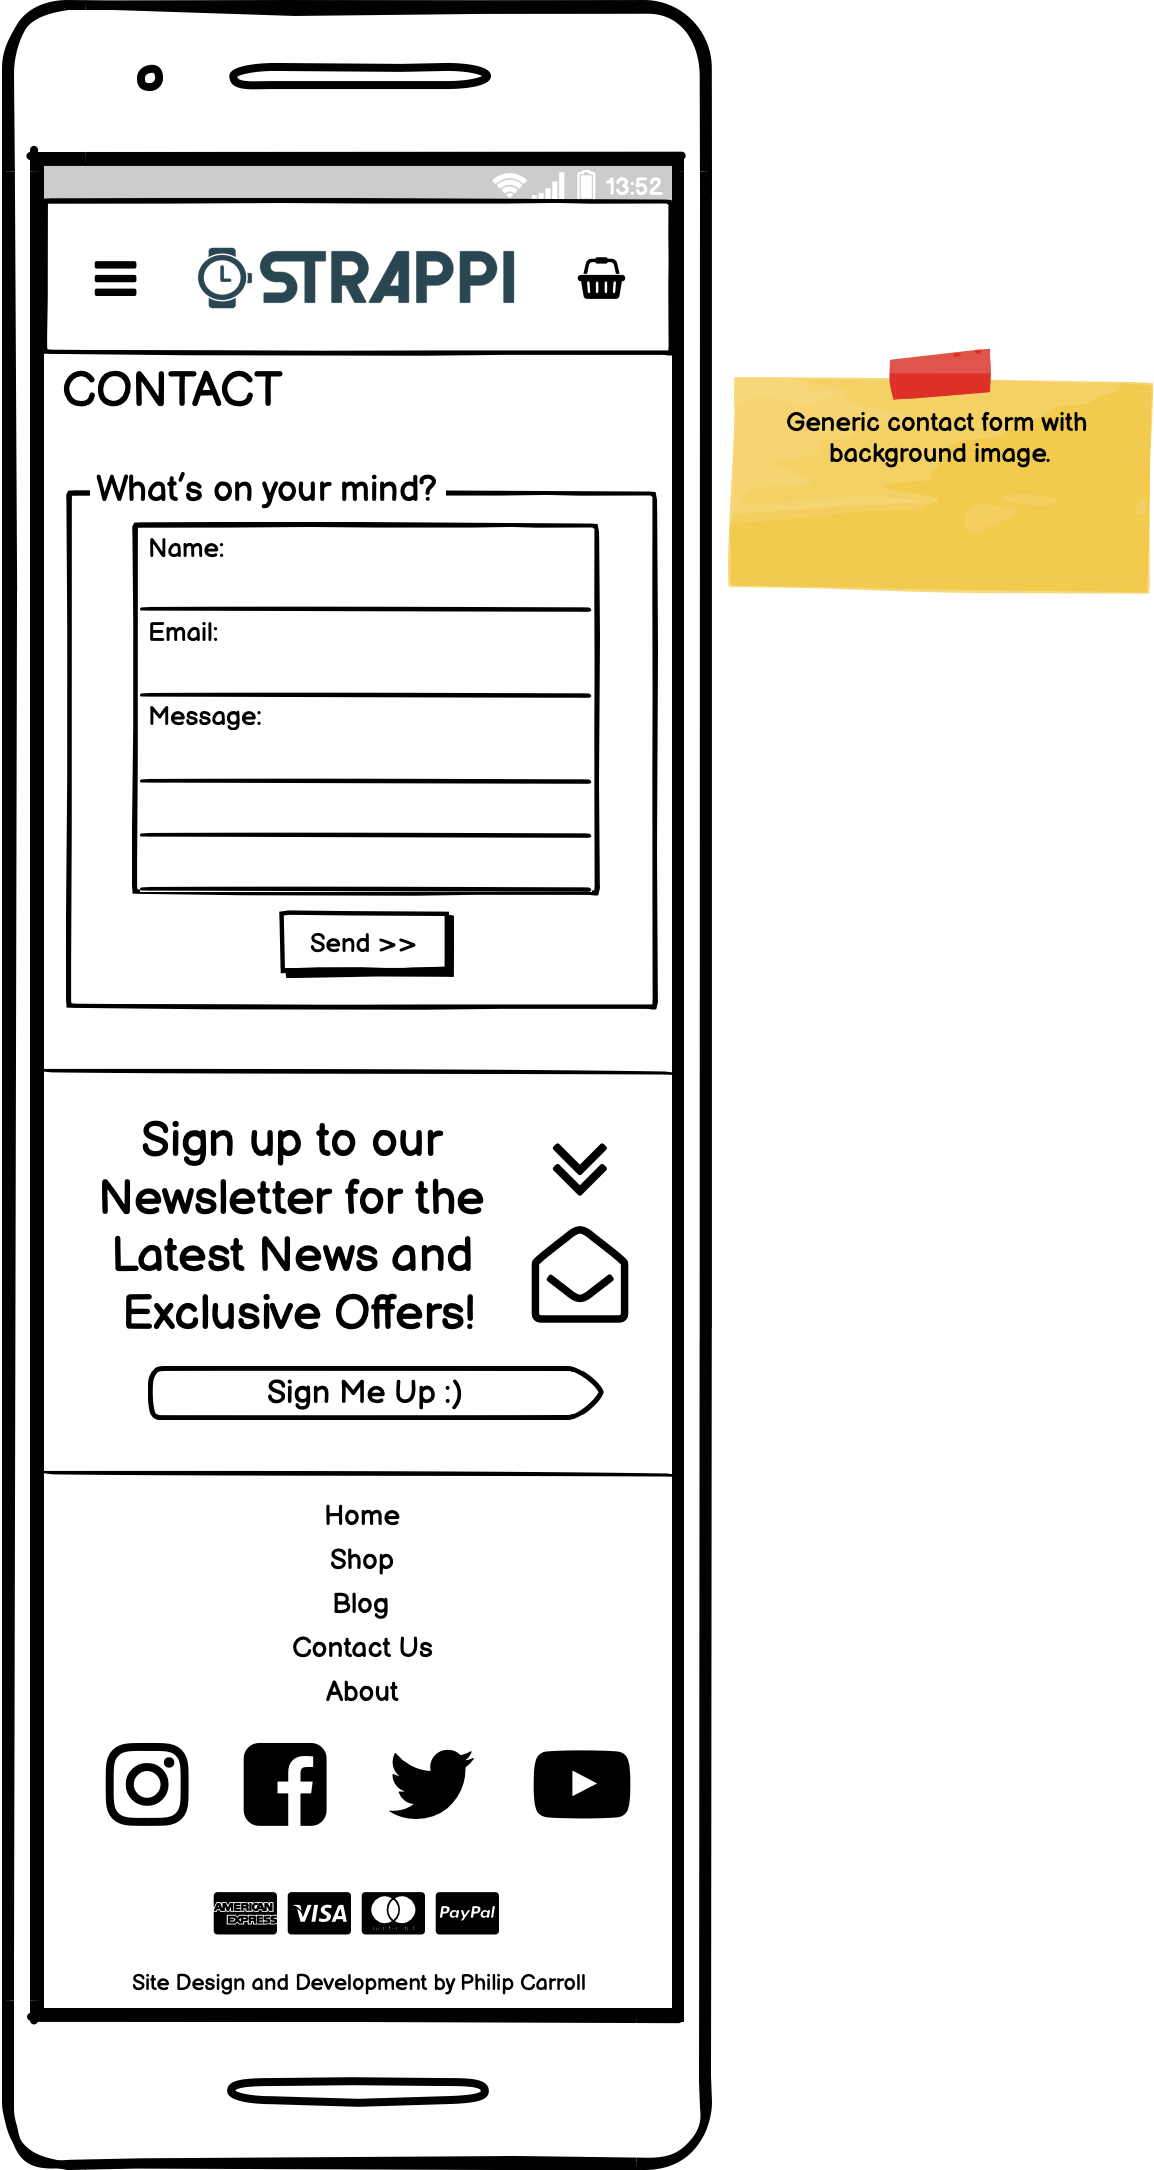 13:52
STRAPPI
CONTACT
Generic contact form with
background image.
What's on your mind?
Name:
Email:
Message:
Send >>
Sign up to our
Newsletter for the
Latest News and
Exclusive Offers!
Sign Me Up :)
Home
Shop
Blog
Contact Us
About
AMERICAN
EXPRESS
VISA
PayPal
Site Design and Development by Philip Carroll